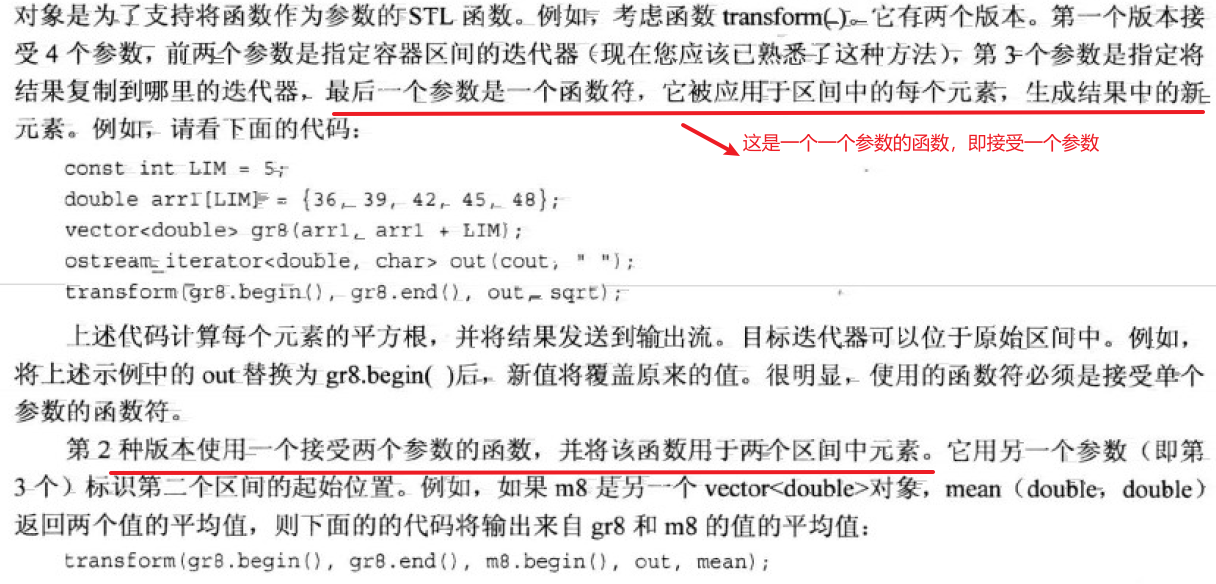 对象是为了支持将函数作为参数的STL 函数。例如，考虑函数 transform( )。它有两个版本。第一个版本接
受 4 个参数，前两个参数是指定容器区间的迭代器（现在您应该已熟悉了这种方法），第 3 个参数是指定将
结果复制到哪里的迭代器，最后一个参数是一个函数符，它被应用于区间中的每个元素，生成结果中的新
元素。例如，请看下面的代码：
这是一个一个参数的函数，即接受一个参数
const int LIM = 5;
double arr1[LIM] = {36, 39, 42, 45, 48};
vector<double> gr8(arr1, arr1 + LIM);
ostream_iterator<double, char> out(cout, " ");
transform(gr8.begin(), gr8.end(), out, sqrt);
上述代码计算每个元素的平方根，并将结果发送到输出流。目标迭代器可以位于原始区间中。例如，
将上述示例中的 out 替换为 gr8.begin( )后，新值将覆盖原来的值。很明显，使用的函数符必须是接受单个
参数的函数符。
第 2 种版本使用一个接受两个参数的函数，并将该函数用于两个区间中元素。它用另一个参数（即第
3 个）标识第二个区间的起始位置。例如，如果 m8 是另一个 vector<double>对象，mean（double，double）
返回两个值的平均值，则下面的的代码将输出来自 gr8 和 m8 的值的平均值：
transform(gr8.begin(), gr8.end(), m8.begin(), out, mean);